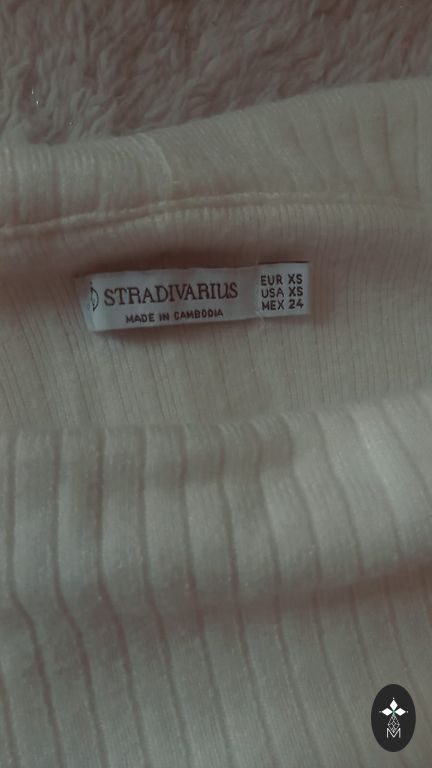 STRADIVARIUS
MADE IN CAMBODIA
EUR XS
USA XS
MEX 24
M